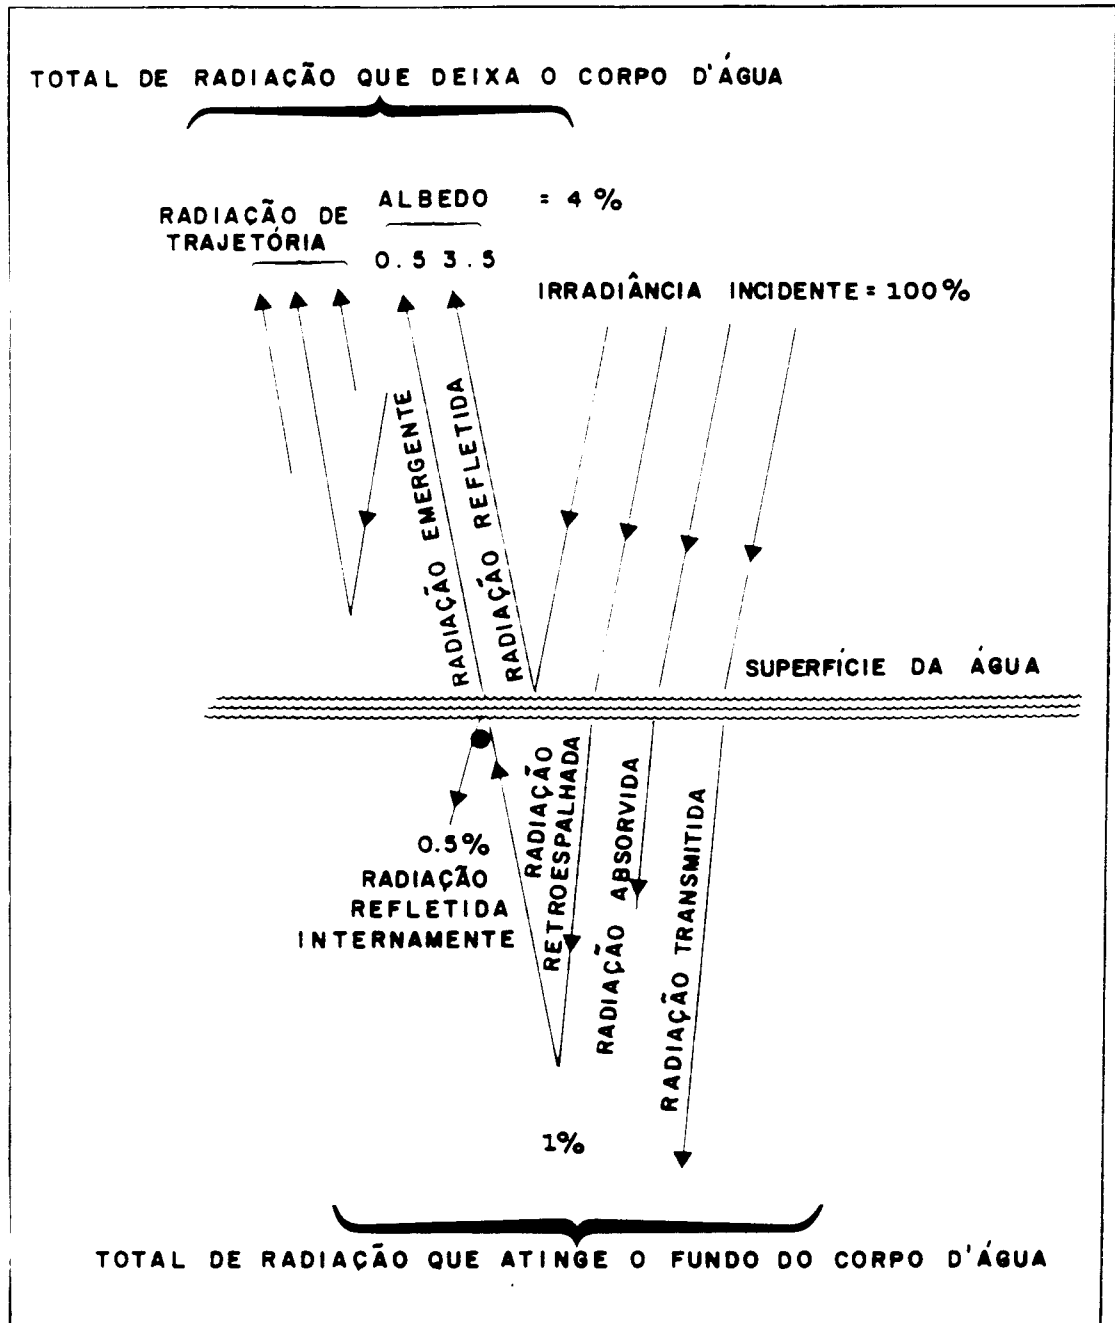 TOTAL DE RADIAÇÃO QUE DEIXA O CORPO D'ÁGUA
ALBEDO = 4%
RADIAÇÃO DE
TRAJETÓRIA
0.5 3.5
IRRADIÂNCIA INCIDENTE = 100%
RADIAÇÃO EMERGENTE
RADIAÇÃO REFLETIDA
SUPERFÍCIE DA ÁGUA
0.5%
RADIAÇÃO
REFLETIDA
INTERNAMENTE
RADIAÇÃO
RETROESPALHADA
RADIAÇÃO ABSORVIDA
RADIAÇÃO TRANSMITIDA
1%
TOTAL DE RADIAÇÃO QUE ATINGE O FUNDO DO CORPO D'ÁGUA